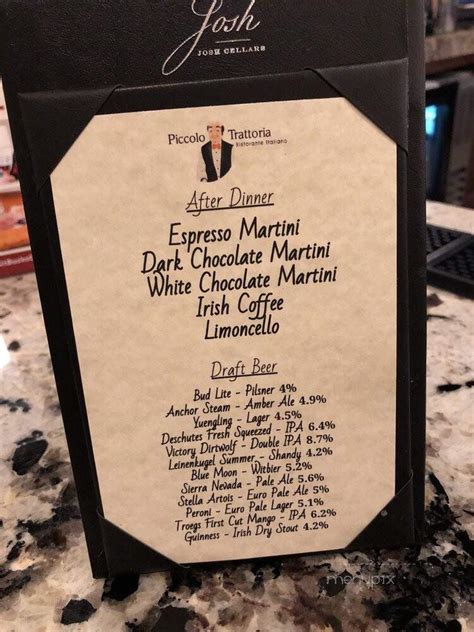 Josh
JOSH CELLARS
Piccolo Trattoria
Ristorante Italiano
After Dinner
Espresso Martini
Dark Chocolate Martini
White Chocolate Martini
Irish Coffee
Limoncello
Draft Beer
Bud Lite - Pilsner 4%
Anchor Steam - Amber Ale 4.9%
Yuengling - Lager 4.5%
Deschutes Fresh Squeezed - IPA 6.4%
Victory Dirtwolf - Double IPA 8.7%
Leinenkugel Summer - Shandy 4.2%
Blue Moon - Witbier 5.2%
Sierra Nevada - Pale Ale 5.6%
Stella Artois - Euro Pale Ale 5%
Peroni - Euro Pale Lager 5.1%
Troegs First Cut Mango - IPA 6.2%
Guinness - Irish Dry Stout 4.2%
menupix